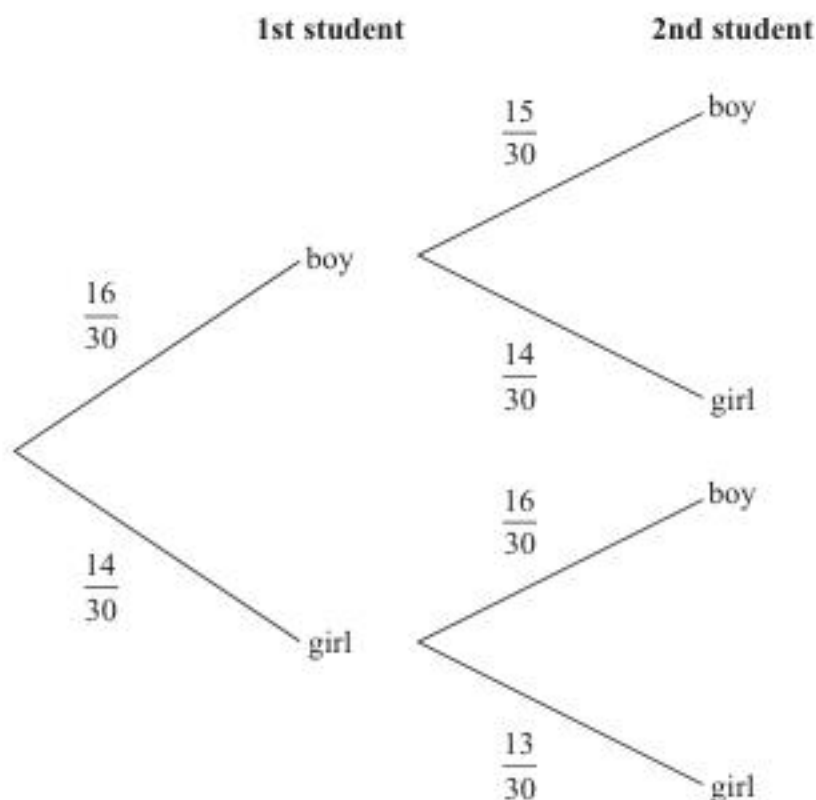 1st student 2nd student
15/30 boy
16/30 boy
14/30 girl
16/30 boy
14/30 girl
13/30 girl